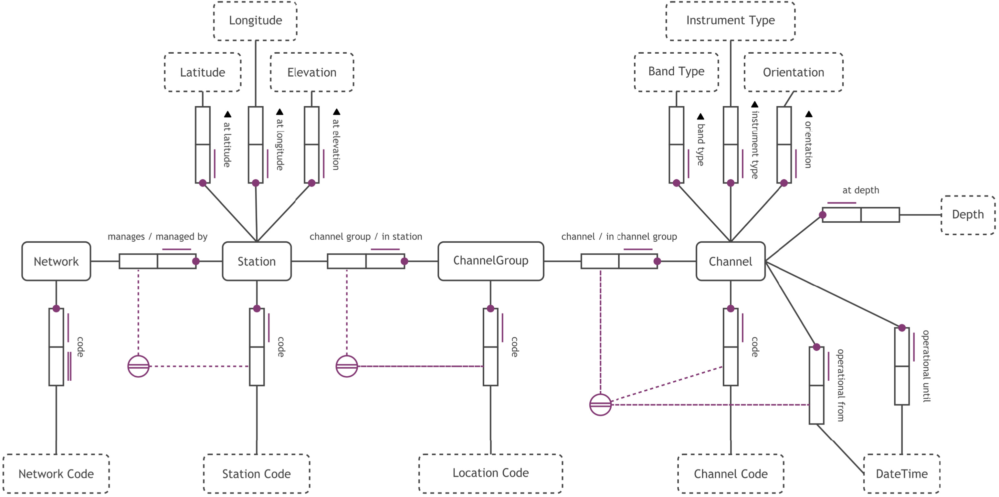 Longitude
Instrument Type
Latitude
Elevation
Band Type
Orientation
▲ at latitude
▲ at longitude
▲ at elevation
▲ band type
▲ instrument type
▲ orientation
at depth
Depth
manages / managed by
channel group / in station
channel / in channel group
Network
Station
ChannelGroup
Channel
code
code
code
code
operational from
operational until
Network Code
Station Code
Location Code
Channel Code
DateTime